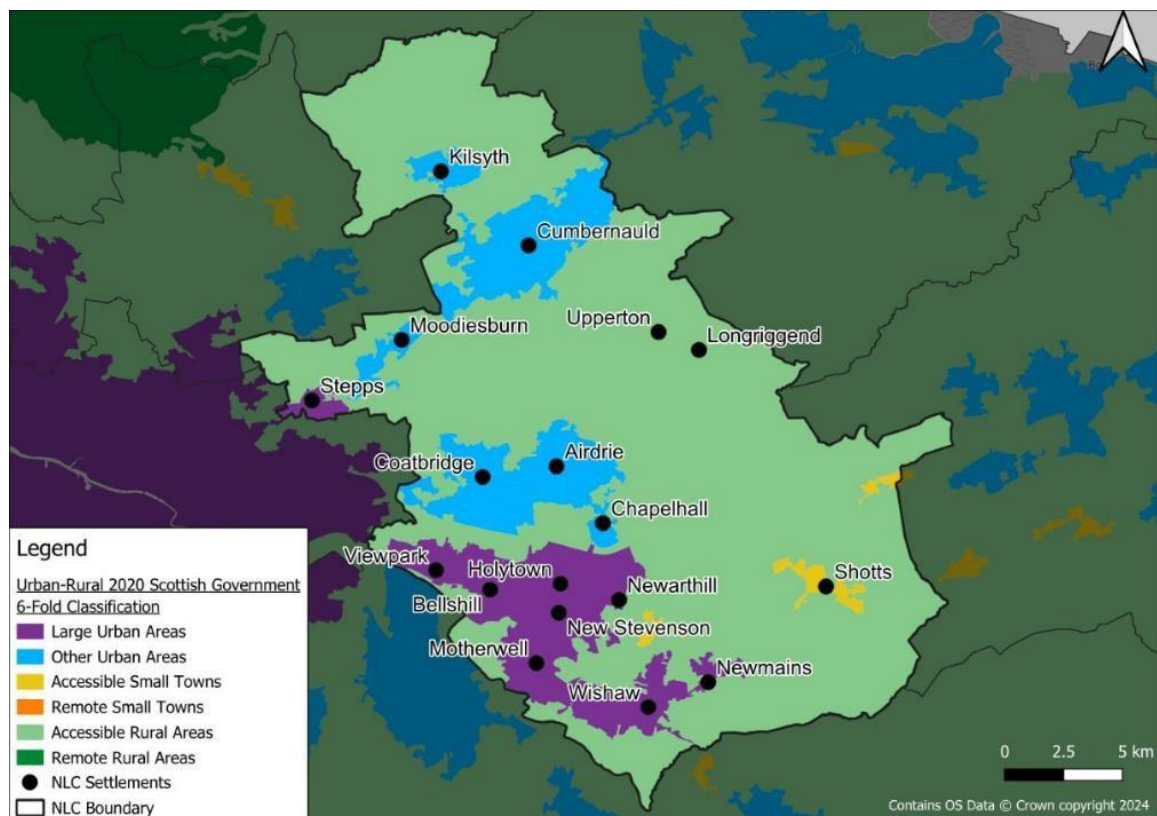 Kilsyth
Cumbernauld
Upperton
Moodiesburn
Longriggend
Stepps
Airdrie
Coatbridge
Chapelhall
Viewpark
Holytown
Shotts
Bellshill
Newarthill
New Stevenson
Motherwell
Newmains
Wishaw
Legend
Urban-Rural 2020 Scottish Government
6-Fold Classification
Large Urban Areas
Other Urban Areas
Accessible Small Towns
Remote Small Towns
Accessible Rural Areas
Remote Rural Areas
NLC Settlements
NLC Boundary
0 2.5 5 km
Contains OS Data © Crown copyright 2024